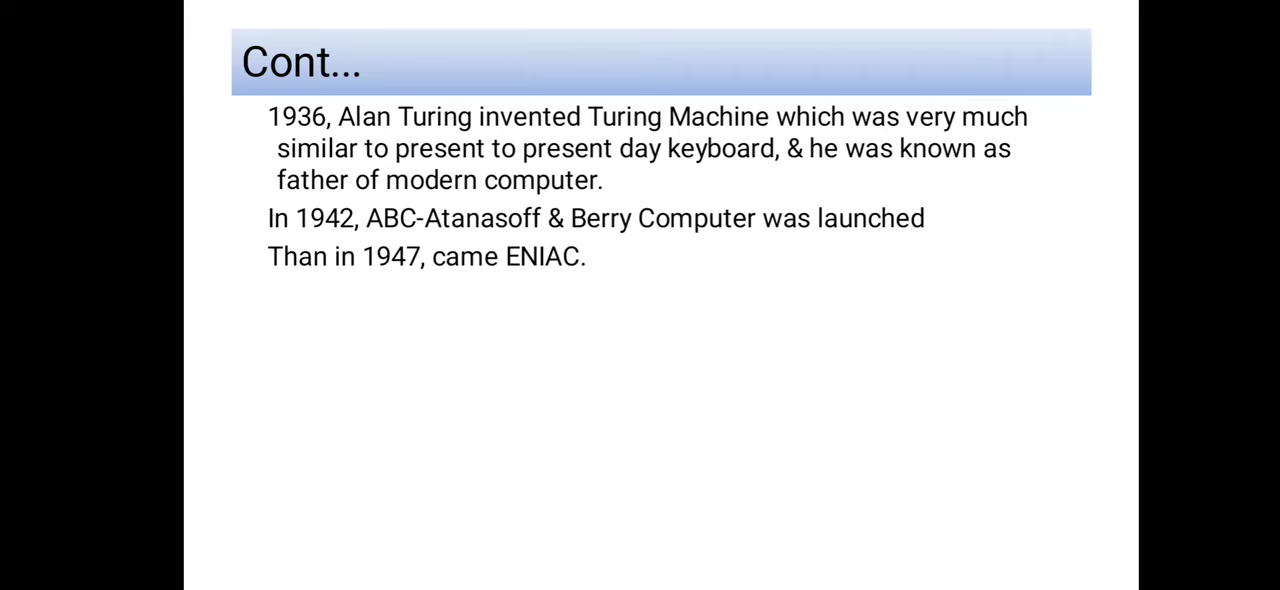 Cont...
1936, Alan Turing invented Turing Machine which was very much
similar to present to present day keyboard, & he was known as
father of modern computer.
In 1942, ABC-Atanasoff & Berry Computer was launched
Than in 1947, came ENIAC.